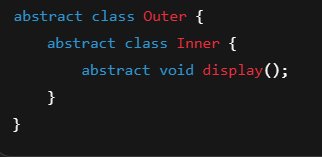 abstract class Outer {
    abstract class Inner {
        abstract void display();
    }
}